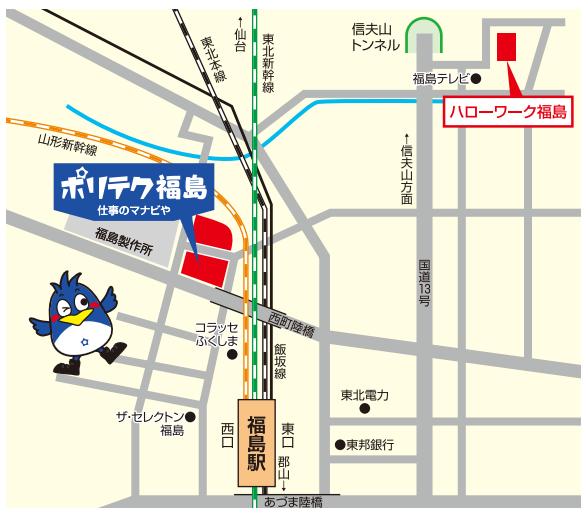 信夫山
トンネル
↑仙台
東北新幹線
東北本線
福島テレビ
ハローワーク福島
山形新幹線
↑信夫山方面
ポリテク福島
仕事のマナビや
福島製作所
国道13号
西町陸橋
コラッセ
ふくしま
飯坂線
東北電力
ザ・セレクトン
福島
西口
福島駅
東口
東邦銀行
郡山↓
あづま陸橋